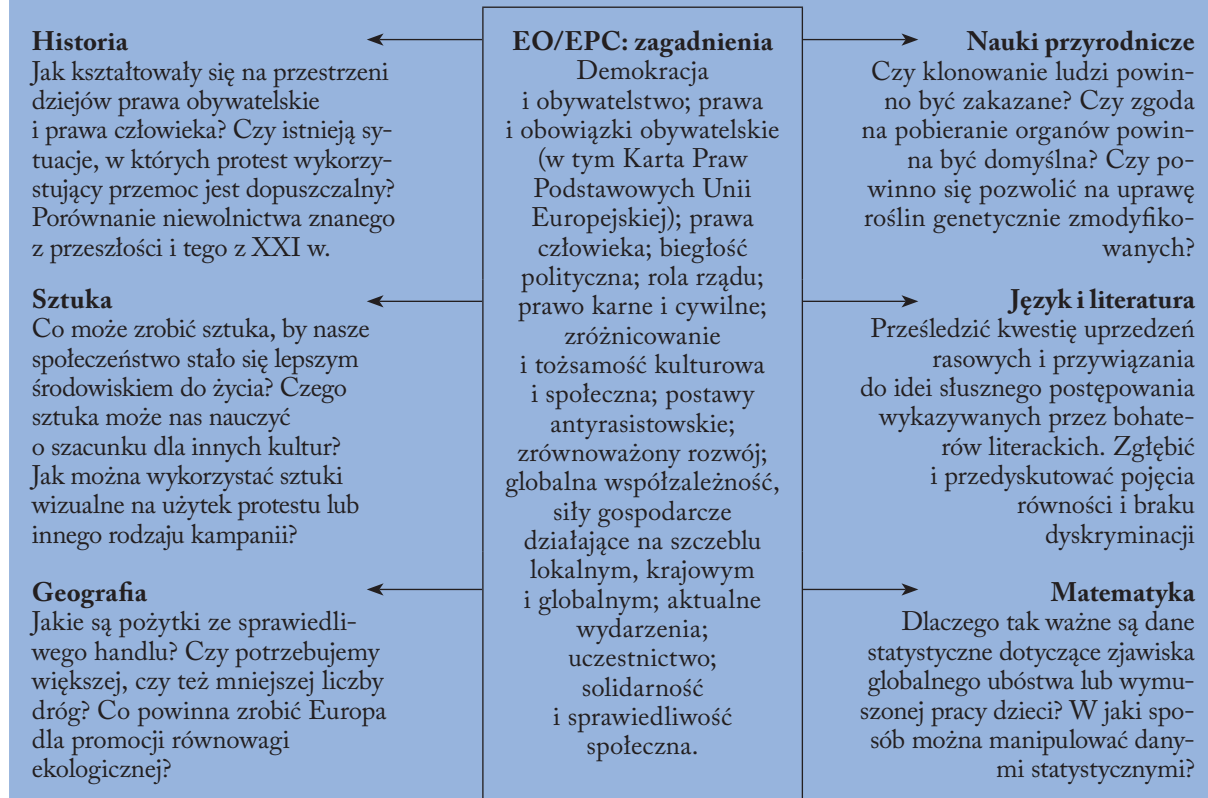 Historia
Jak kształtowały się na przestrzeni
dziejów prawa obywatelskie
i prawa człowieka? Czy istnieją sy-
tuacje, w których protest wykorzy-
stujący przemoc jest dopuszczalny?
Porównanie niewolnictwa znanego
z przeszłości i tego z XXI w.
Sztuka
Co może zrobić sztuka, by nasze
społeczeństwo stało się lepszym
środowiskiem do życia? Czego
sztuka może nas nauczyć
o szacunku dla innych kultur?
Jak można wykorzystać sztuki
wizualne na użytek protestu lub
innego rodzaju kampanii?
Geografia
Jakie są pożytki ze sprawiedli-
wego handlu? Czy potrzebujemy
większej, czy też mniejszej liczby
dróg? Co powinna zrobić Europa
dla promocji równowagi
ekologicznej?
EO/EPC: zagadnienia
Demokracja
i obywatelstwo; prawa
i obowiązki obywatelskie
(w tym Karta Praw
Podstawowych Unii
Europejskiej); prawa
człowieka; biegłość
polityczna; rola rządu;
prawo karne i cywilne;
zróżnicowanie
i tożsamość kulturowa
i społeczna; postawy
antyrasistowskie;
zrównoważony rozwój;
globalna współzależność,
siły gospodarcze
działające na szczeblu
lokalnym, krajowym
i globalnym; aktualne
wydarzenia;
uczestnictwo;
solidarność
i sprawiedliwość
społeczna.
Nauki przyrodnicze
Czy klonowanie ludzi powin-
no być zakazane? Czy zgoda
na pobieranie organów powin-
na być domyślna? Czy po-
winno się pozwolić na uprawę
roślin genetycznie zmodyfiko-
wanych?
Język i literatura
Prześledzić kwestię uprzedzeń
rasowych i przywiązania
do idei słusznego postępowania
wykazywanych przez bohate-
rów literackich. Zgłębić
i przedyskutować pojęcia
równości i braku
dyskryminacji
Matematyka
Dlaczego tak ważne są dane
statystyczne dotyczące zjawiska
globalnego ubóstwa lub wymu-
szonej pracy dzieci? W jaki spo-
sób można manipulować dany-
mi statystycznymi?